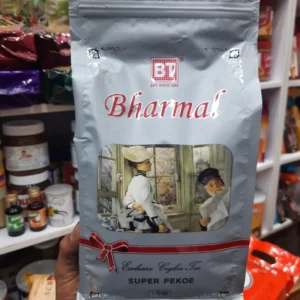 BT
Bharmal
Exclusive Ceylon Tea
SUPER PEKOE